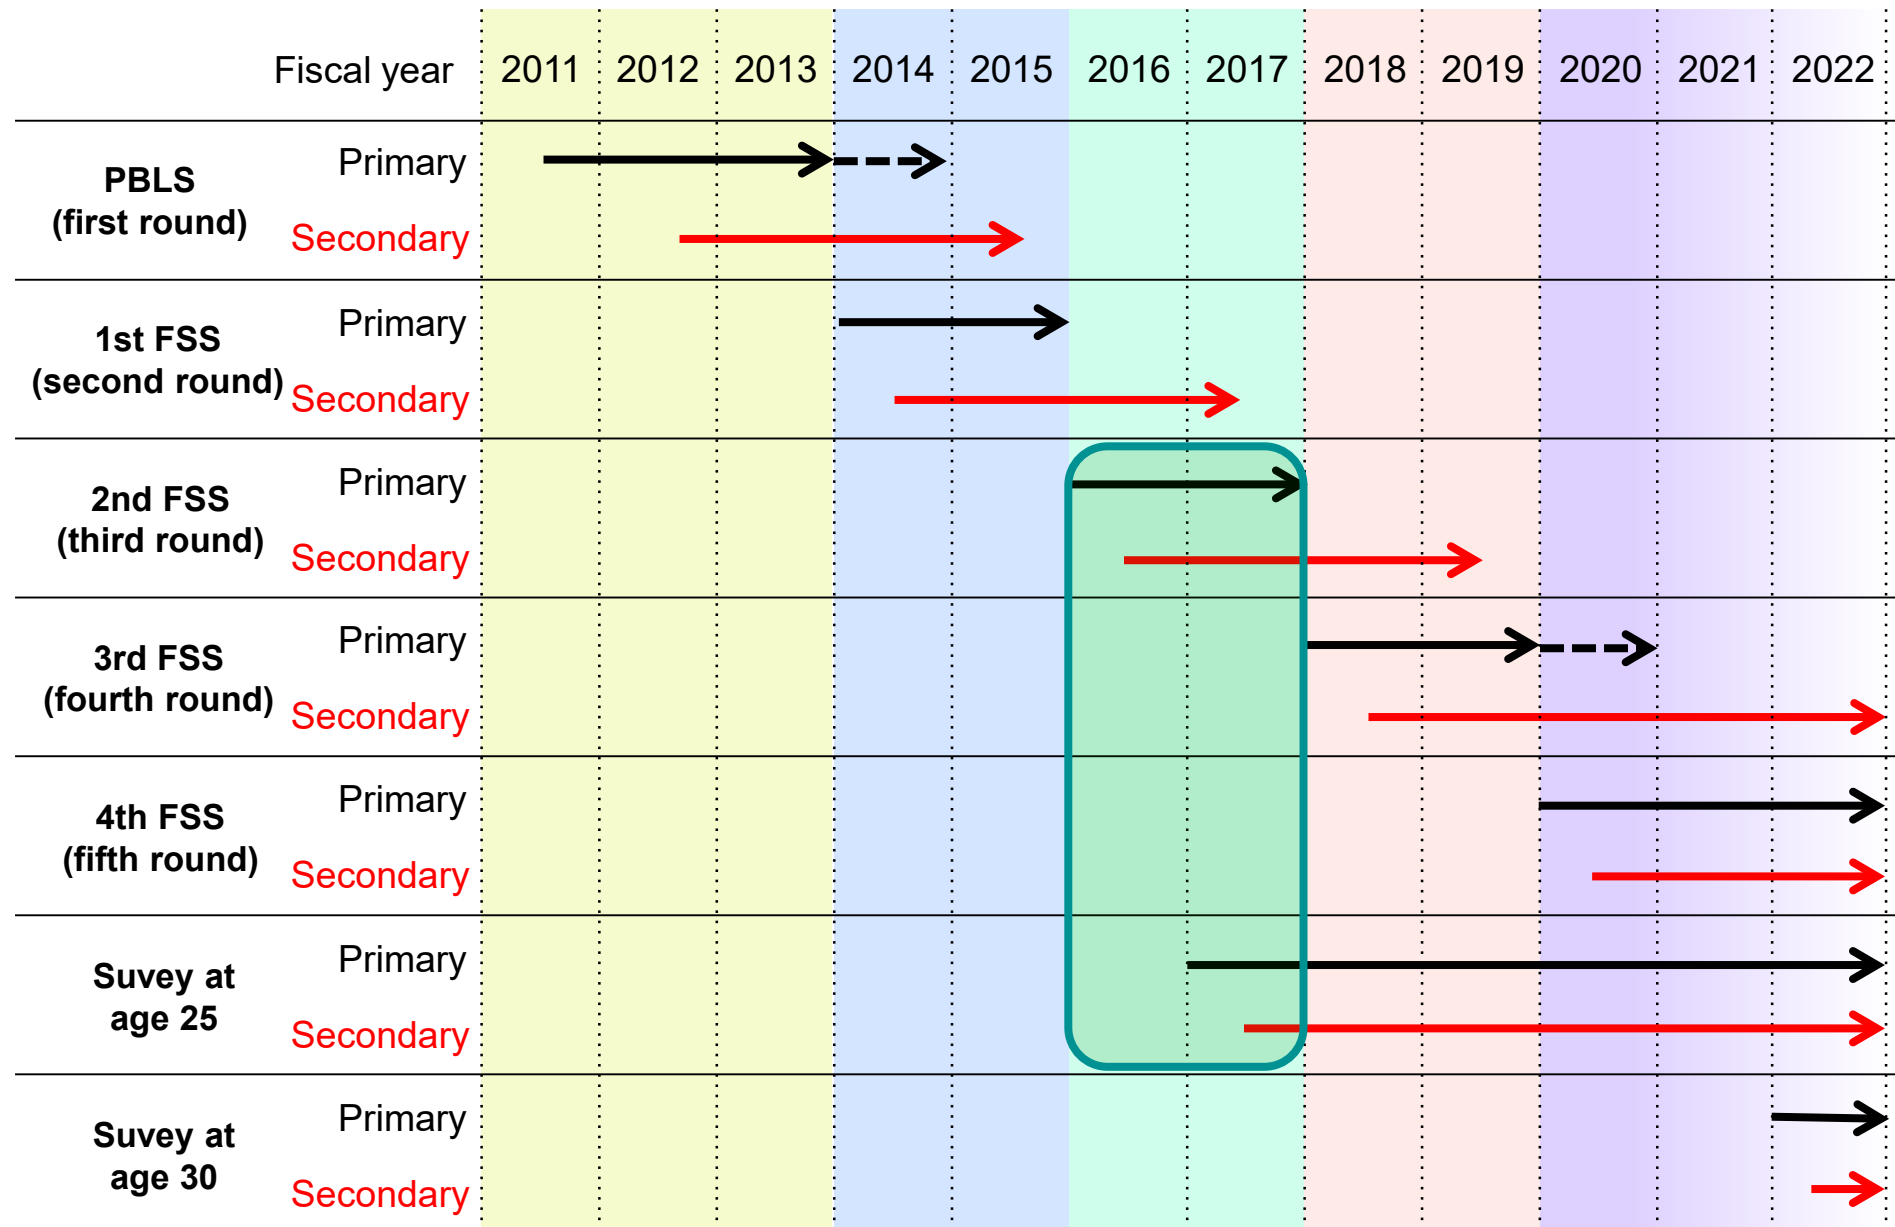 Fiscal year 2011 2012 2013 2014 2015 2016 2017 2018 2019 2020 2021 2022
PBLS
(first round)
Primary
Secondary
1st FSS
(second round)
Primary
Secondary
2nd FSS
(third round)
Primary
Secondary
3rd FSS
(fourth round)
Primary
Secondary
4th FSS
(fifth round)
Primary
Secondary
Suvey at
age 25
Primary
Secondary
Suvey at
age 30
Primary
Secondary